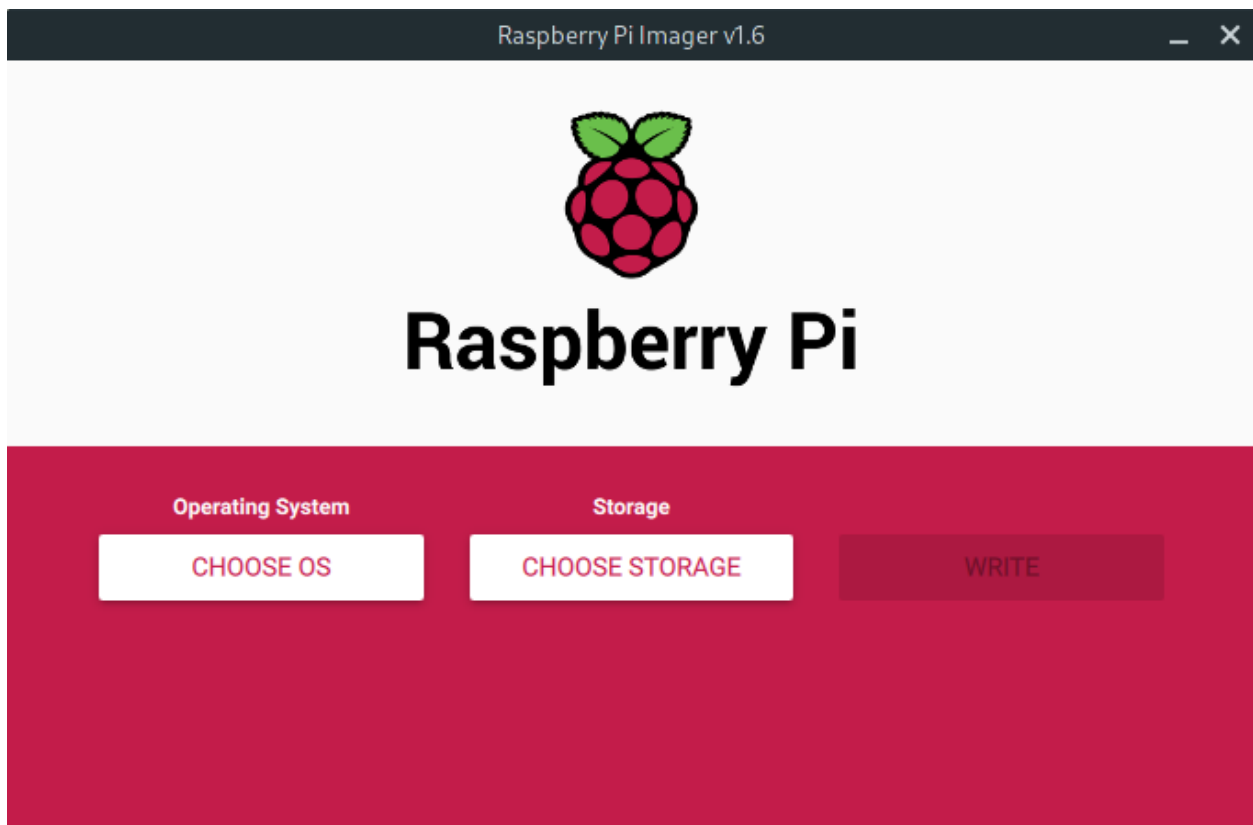 Raspberry Pi Imager v1.6
Raspberry Pi
Operating System
Storage
CHOOSE OS
CHOOSE STORAGE
WRITE